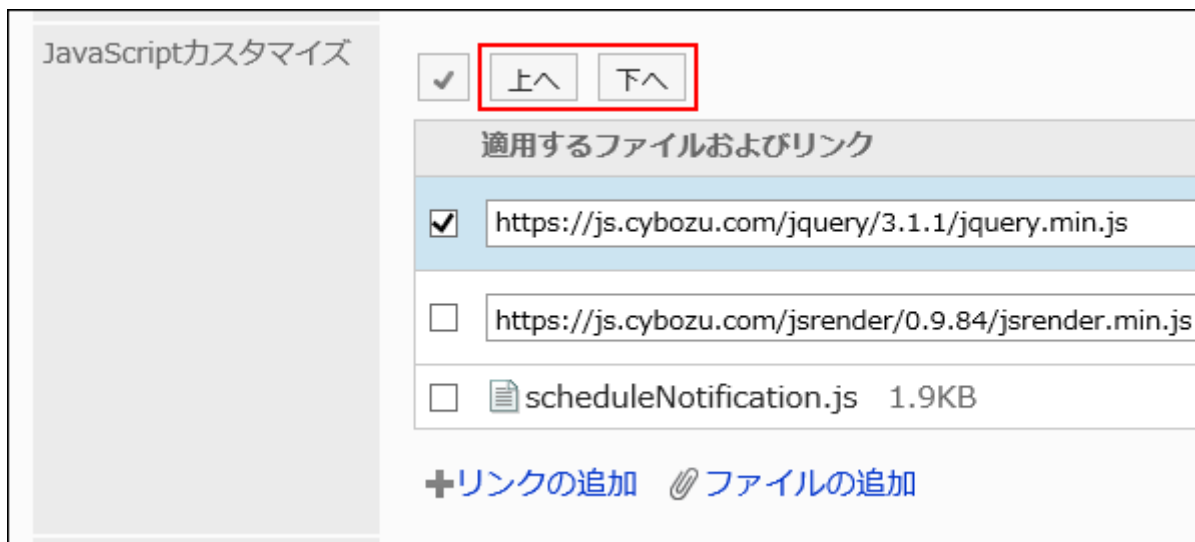 JavaScriptカスタマイズ
上へ 下へ
適用するファイルおよびリンク
https://js.cybozu.com/jquery/3.1.1/jquery.min.js
https://js.cybozu.com/jsrender/0.9.84/jsrender.min.js
scheduleNotification.js 1.9KB
リンクの追加 ファイルの追加